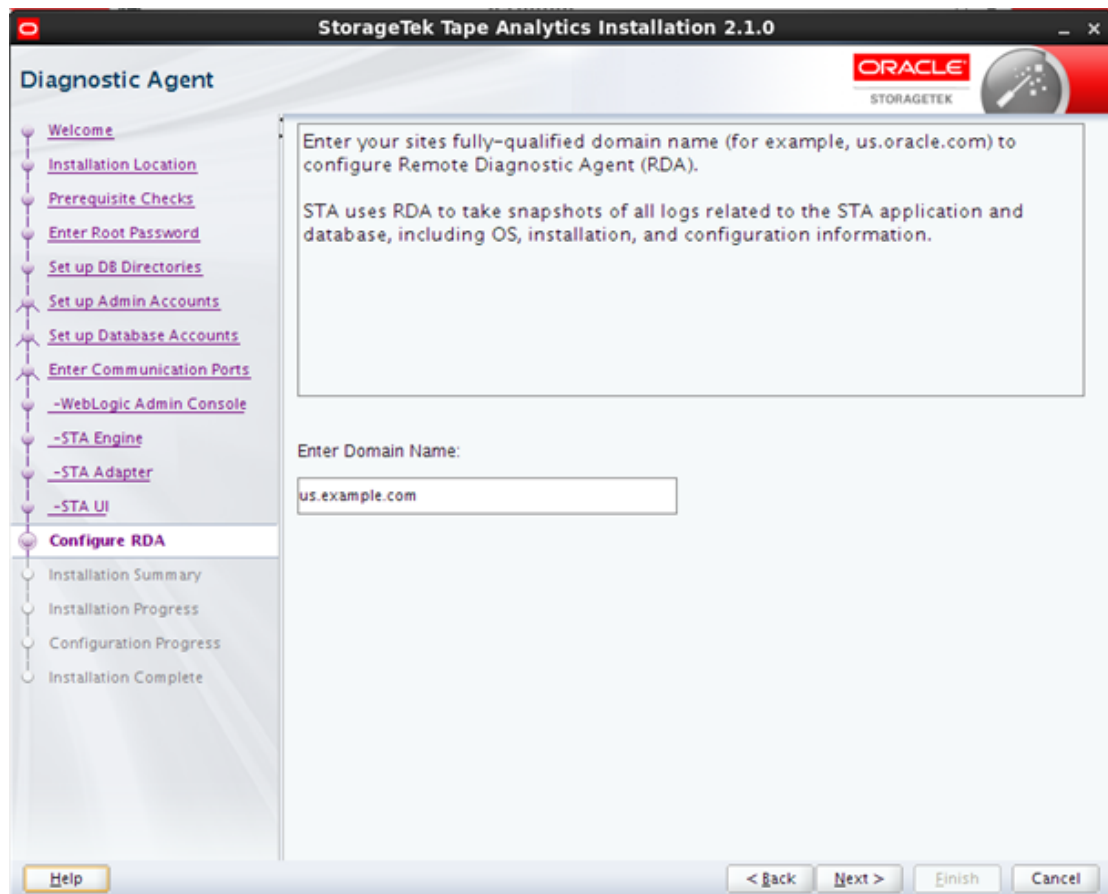 StorageTek Tape Analytics Installation 2.1.0
Diagnostic Agent
ORACLE
STORAGETEK
Welcome
Installation Location
Prerequisite Checks
Enter Root Password
Set up DB Directories
Set up Admin Accounts
Set up Database Accounts
Enter Communication Ports
-WebLogic Admin Console
-STA Engine
-STA Adapter
-STA UI
Configure RDA
Installation Summary
Installation Progress
Configuration Progress
Installation Complete
Enter your sites fully-qualified domain name (for example, us.oracle.com) to
configure Remote Diagnostic Agent (RDA).
STA uses RDA to take snapshots of all logs related to the STA application and
database, including OS, installation, and configuration information.
Enter Domain Name:
us.example.com
Help
< Back
Next >
Finish
Cancel